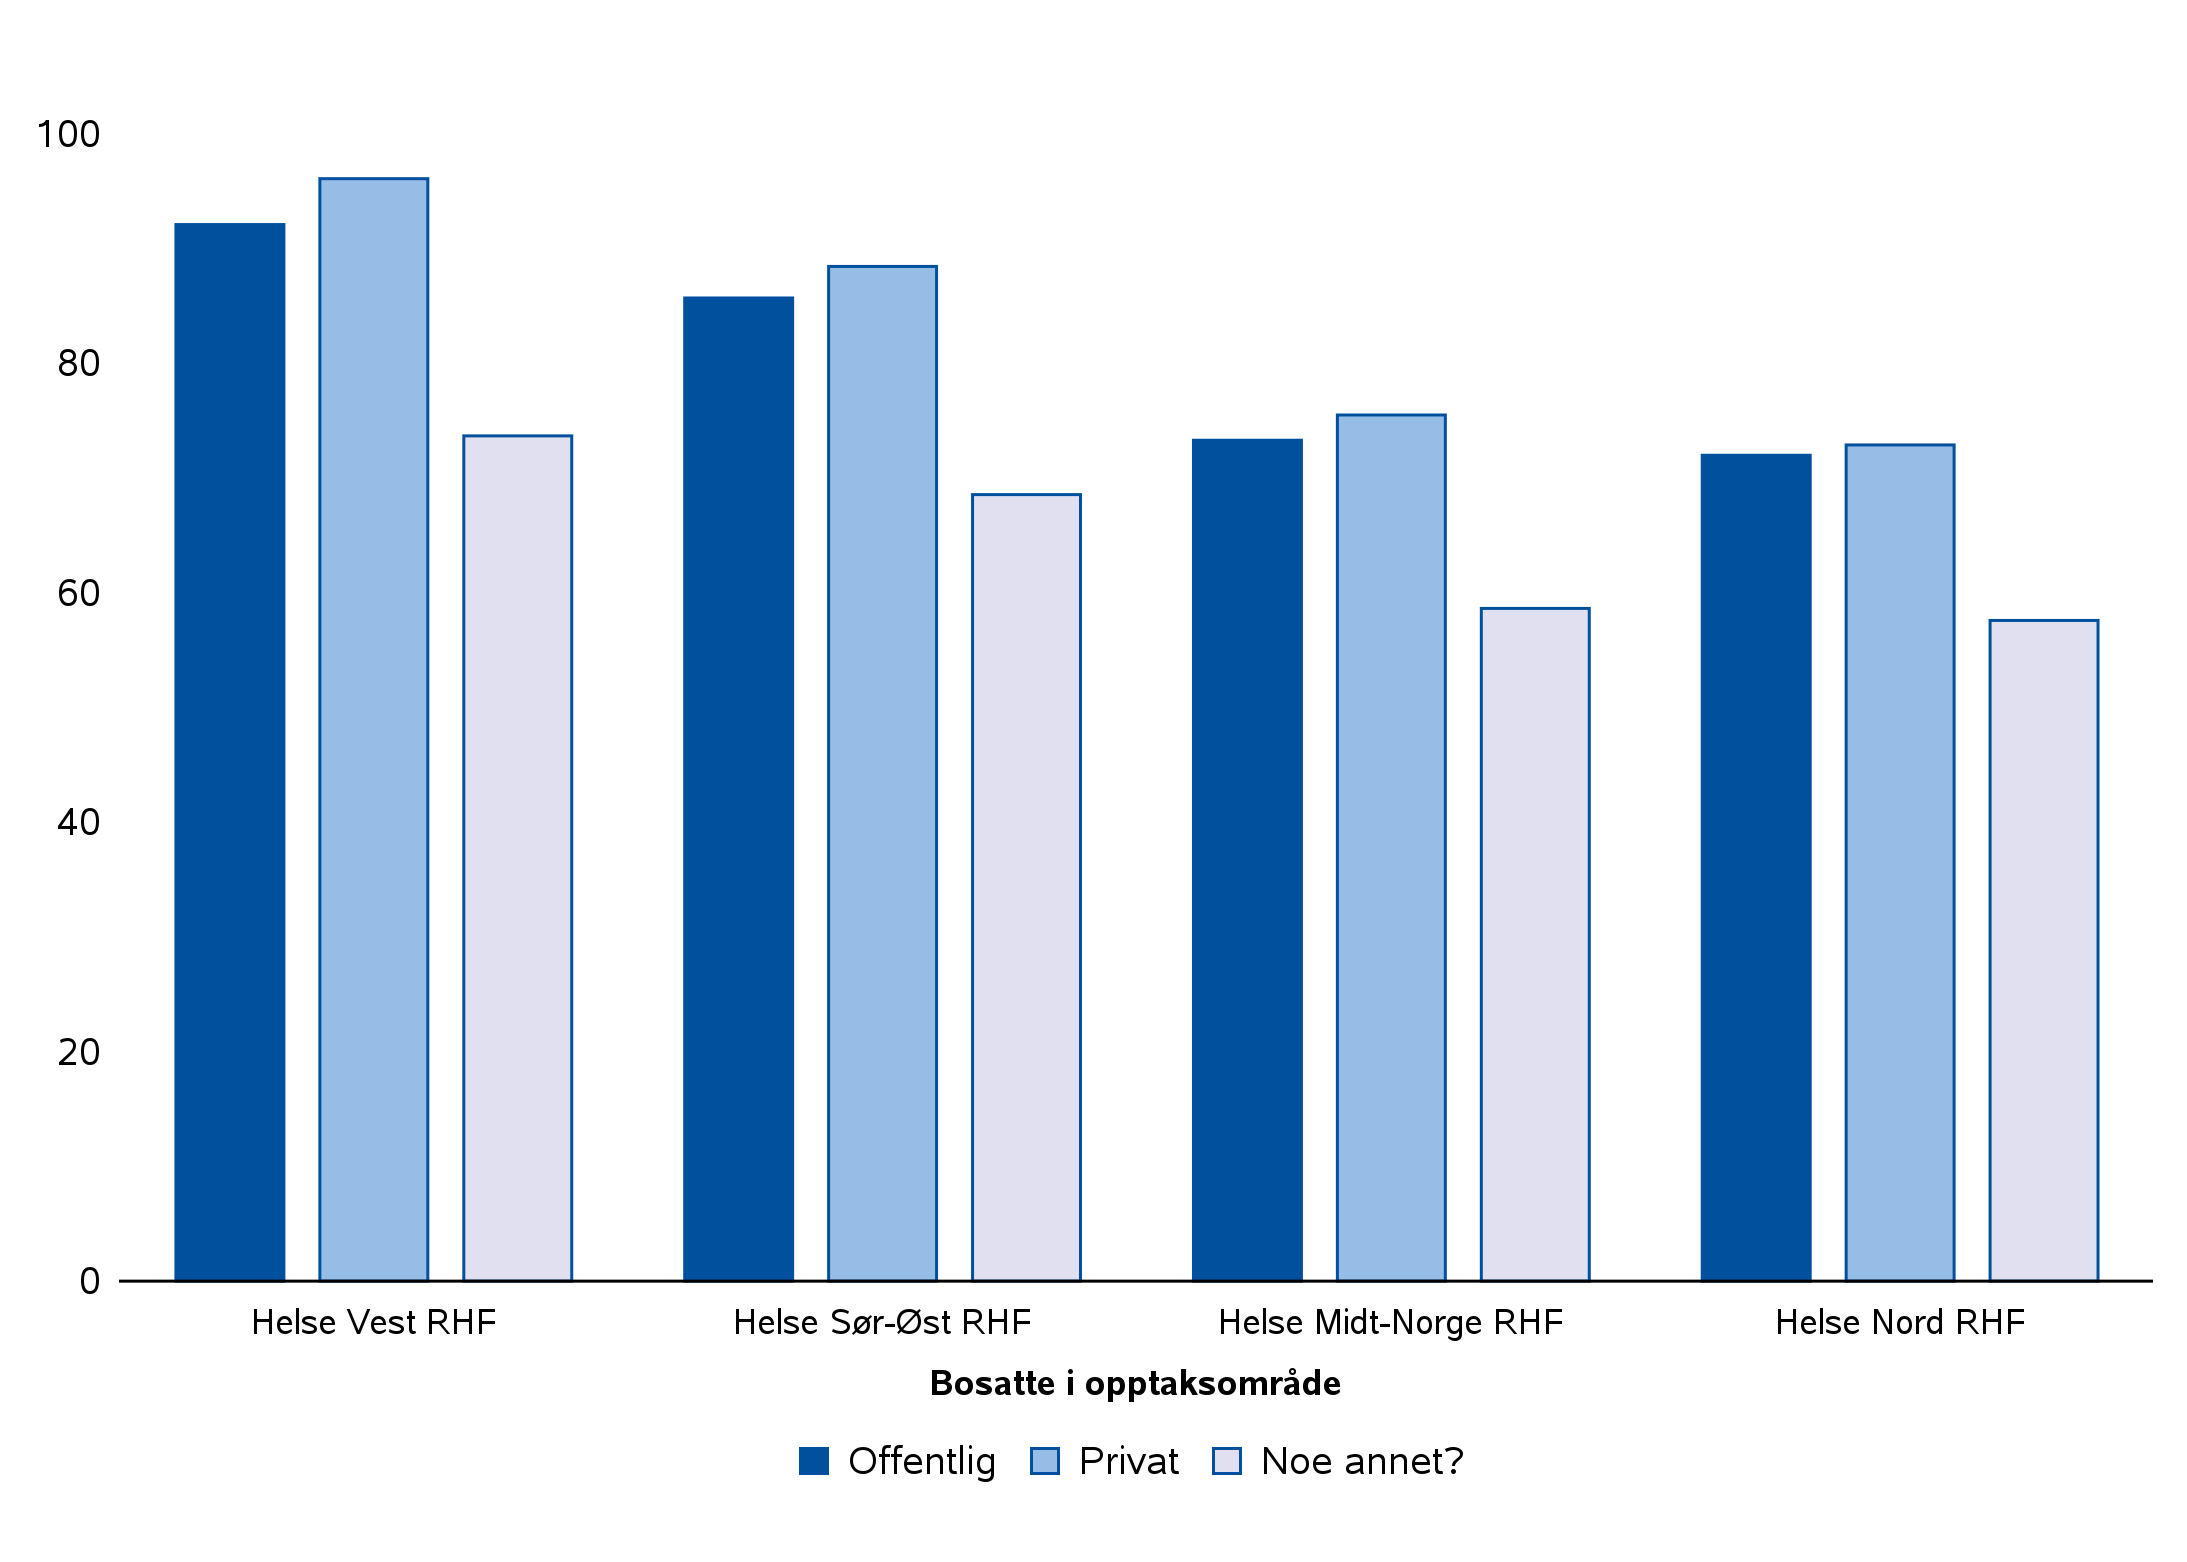 100
80
60
40
20
0
Helse Vest RHF Helse Sør-Øst RHF Helse Midt-Norge RHF Helse Nord RHF
Bosatte i opptaksområde
Offentlig Privat Noe annet?